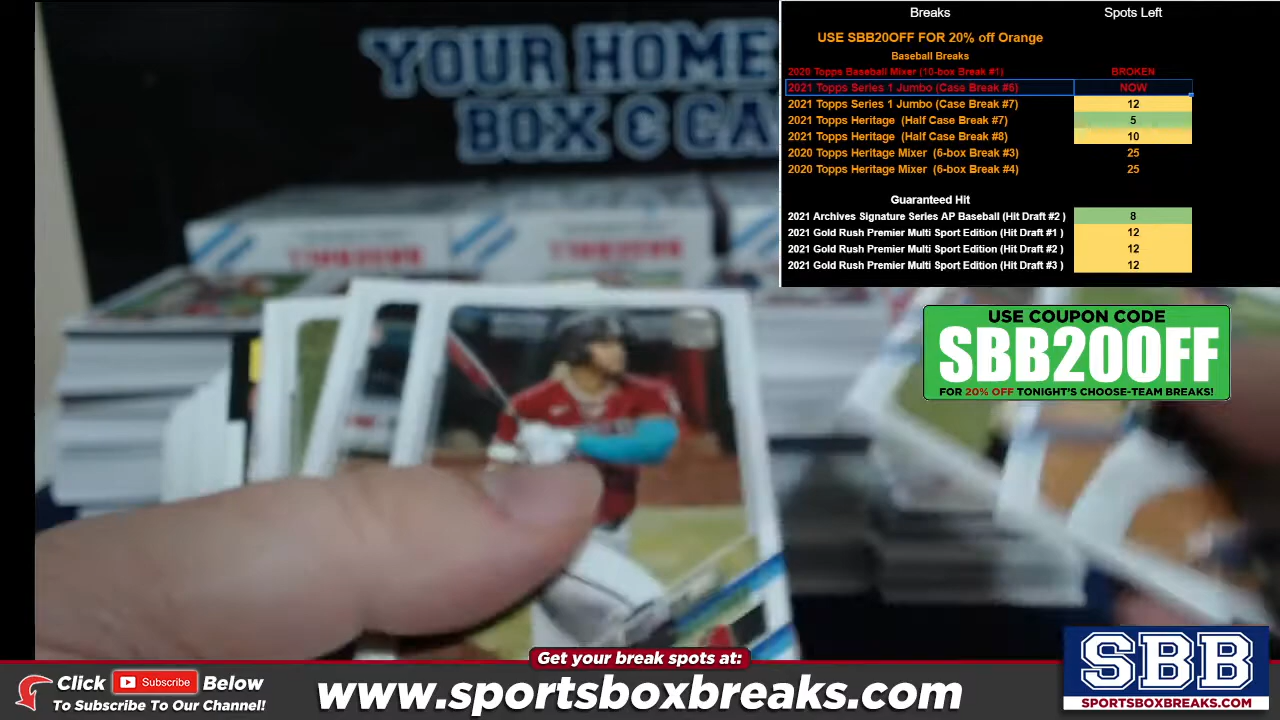 YOUR HOME
BOX & CA
Breaks Spots Left
USE SBB20OFF FOR 20% off Orange
Baseball Breaks
2020 Topps Baseball Mixer (10-box Break #1) BROKEN
2021 Topps Series 1 Jumbo (Case Break #6) NOW
2021 Topps Series 1 Jumbo (Case Break #7) 12
2021 Topps Heritage (Half Case Break #7) 5
2021 Topps Heritage (Half Case Break #8) 10
2020 Topps Heritage Mixer (6-box Break #3) 25
2020 Topps Heritage Mixer (6-box Break #4) 25
Guaranteed Hit
2021 Archives Signature Series AP Baseball (Hit Draft #2 ) 8
2021 Gold Rush Premier Multi Sport Edition (Hit Draft #1 ) 12
2021 Gold Rush Premier Multi Sport Edition (Hit Draft #2 ) 12
2021 Gold Rush Premier Multi Sport Edition (Hit Draft #3 ) 12
USE COUPON CODE
SBB20OFF
FOR 20% OFF TONIGHT'S CHOOSE-TEAM BREAKS!
Get your break spots at:
Click Subscribe Below
To Subscribe To Our Channel!
www.sportsboxbreaks.com
SBB
SPORTSBOXBREAKS.COM